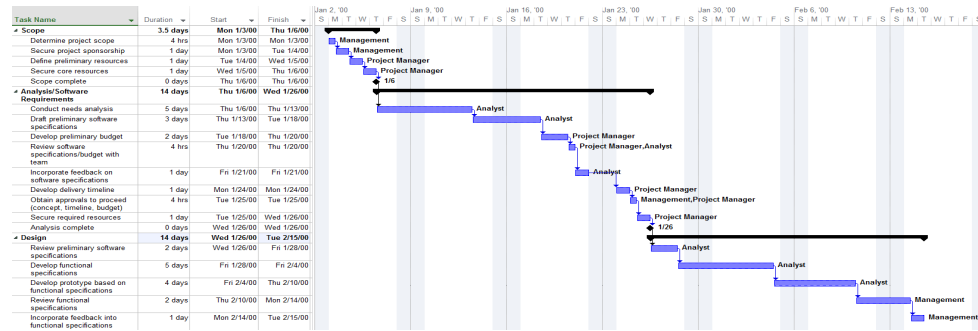 Jan 2, '00 Jan 9, '00 Jan 16, '00 Jan 23, '00 Jan 30, '00 Feb 6, '00 Feb 13, '00
Task Name Duration Start Finish S M T W T F S S M T W T F S S M T W T F S S M T W T F S S M T W T F S S M T W T F S S M T W T F S
Scope 3.5 days Mon 1/3/00 Thu 1/6/00
Determine project scope 4 hrs Mon 1/3/00 Mon 1/3/00 Management
Secure project sponsorship 1 day Mon 1/3/00 Tue 1/4/00 Management
Define preliminary resources 1 day Tue 1/4/00 Wed 1/5/00 Project Manager
Secure core resources 1 day Wed 1/5/00 Thu 1/6/00 Project Manager
Scope complete 0 days Thu 1/6/00 Thu 1/6/00 1/6
Analysis/Software 14 days Thu 1/6/00 Wed 1/26/00
Requirements
Conduct needs analysis 5 days Thu 1/6/00 Thu 1/13/00 Analyst
Draft preliminary software 3 days Thu 1/13/00 Tue 1/18/00 Analyst
specifications
Develop preliminary budget 2 days Tue 1/18/00 Thu 1/20/00 Project Manager
Review software 4 hrs Thu 1/20/00 Thu 1/20/00 Project Manager,Analyst
specifications/budget with
team
Incorporate feedback on 1 day Fri 1/21/00 Fri 1/21/00 Analyst
software specifications
Develop delivery timeline 1 day Mon 1/24/00 Mon 1/24/00 Project Manager
Obtain approvals to proceed 4 hrs Tue 1/25/00 Tue 1/25/00 Management,Project Manager
(concept, timeline, budget)
Secure required resources 1 day Tue 1/25/00 Wed 1/26/00 Project Manager
Analysis complete 0 days Wed 1/26/00 Wed 1/26/00 1/26
Design 14 days Wed 1/26/00 Tue 2/15/00
Review preliminary software 2 days Wed 1/26/00 Fri 1/28/00 Analyst
specifications
Develop functional 5 days Fri 1/28/00 Fri 2/4/00 Analyst
specifications
Develop prototype based on 4 days Fri 2/4/00 Thu 2/10/00 Analyst
functional specifications
Review functional 2 days Thu 2/10/00 Mon 2/14/00 Management
specifications
Incorporate feedback into 1 day Mon 2/14/00 Tue 2/15/00 Management
functional specifications